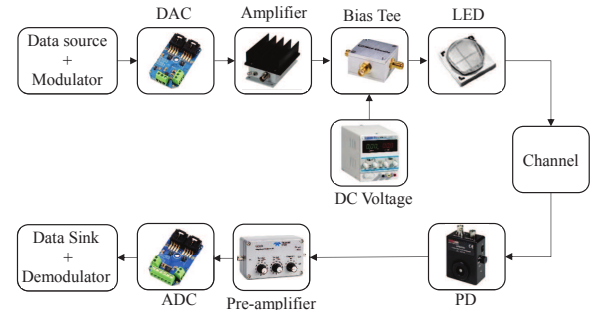 DAC
Amplifier
Bias Tee
LED
Data source
+
Modulator
DC Voltage
Channel
Data Sink
+
Demodulator
ADC
Pre-amplifier
PD